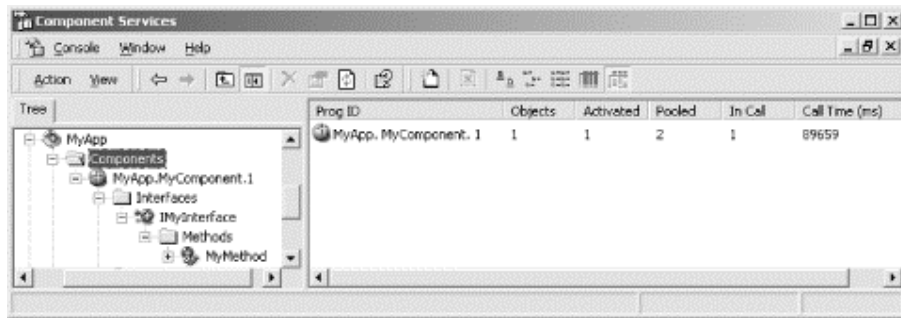 Component Services
Console Window Help
Action View
Tree
Prog ID Objects Activated Pooled In Call Call Time (ms)
MyApp
MyApp. MyComponent. 1 1 1 2 1 89659
Components
MyApp.MyComponent.1
Interfaces
IMyInterface
Methods
MyMethod